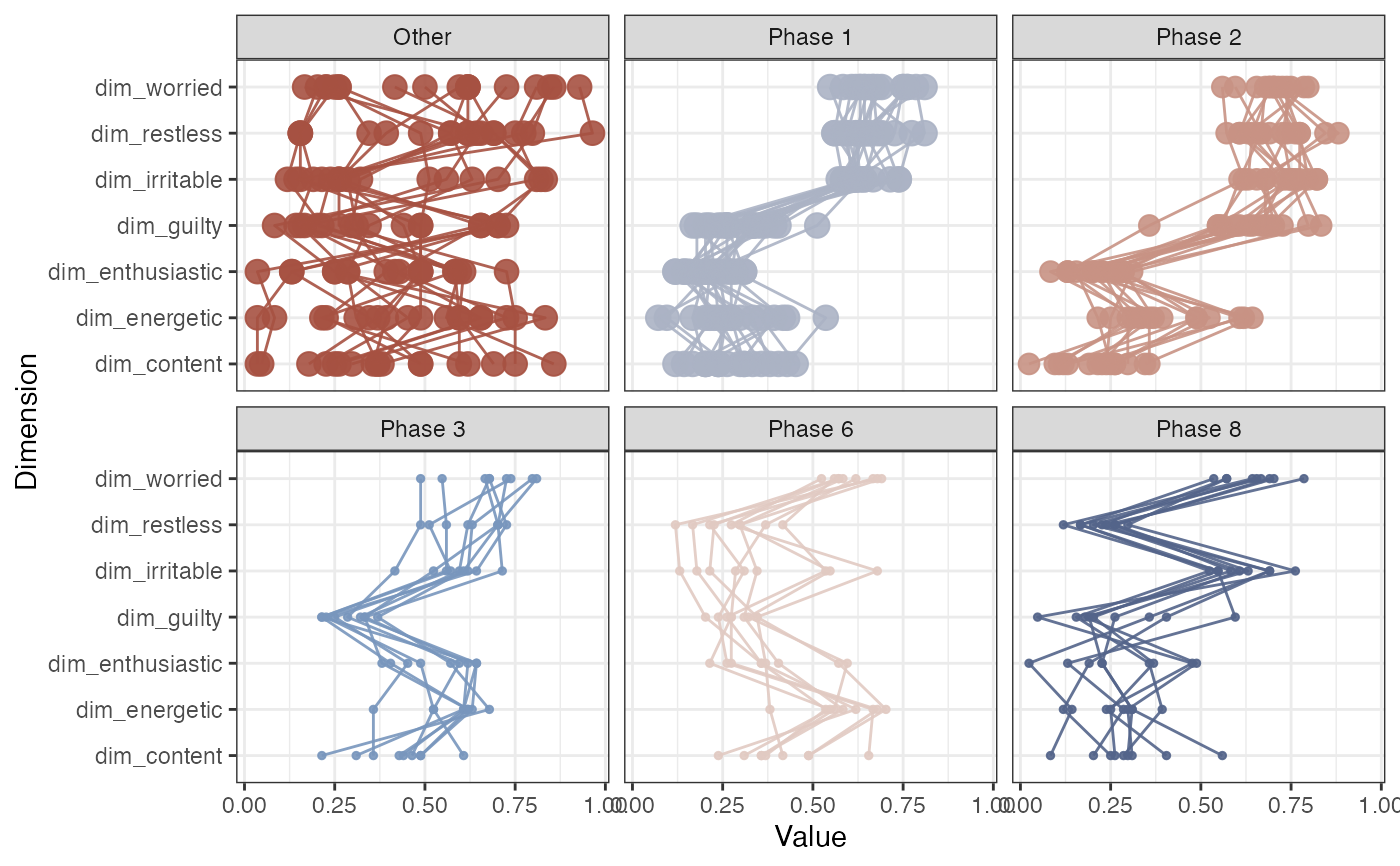 Other Phase 1 Phase 2
dim_worried
dim_restless
dim_irritable
dim_guilty
dim_enthusiastic
dim_energetic
dim_content
Dimension
Phase 3 Phase 6 Phase 8
dim_worried
dim_restless
dim_irritable
dim_guilty
dim_enthusiastic
dim_energetic
dim_content
0.00 0.25 0.50 0.75 1.00 0.00 0.25 0.50 0.75 1.00 0.00 0.25 0.50 0.75 1.00
Value